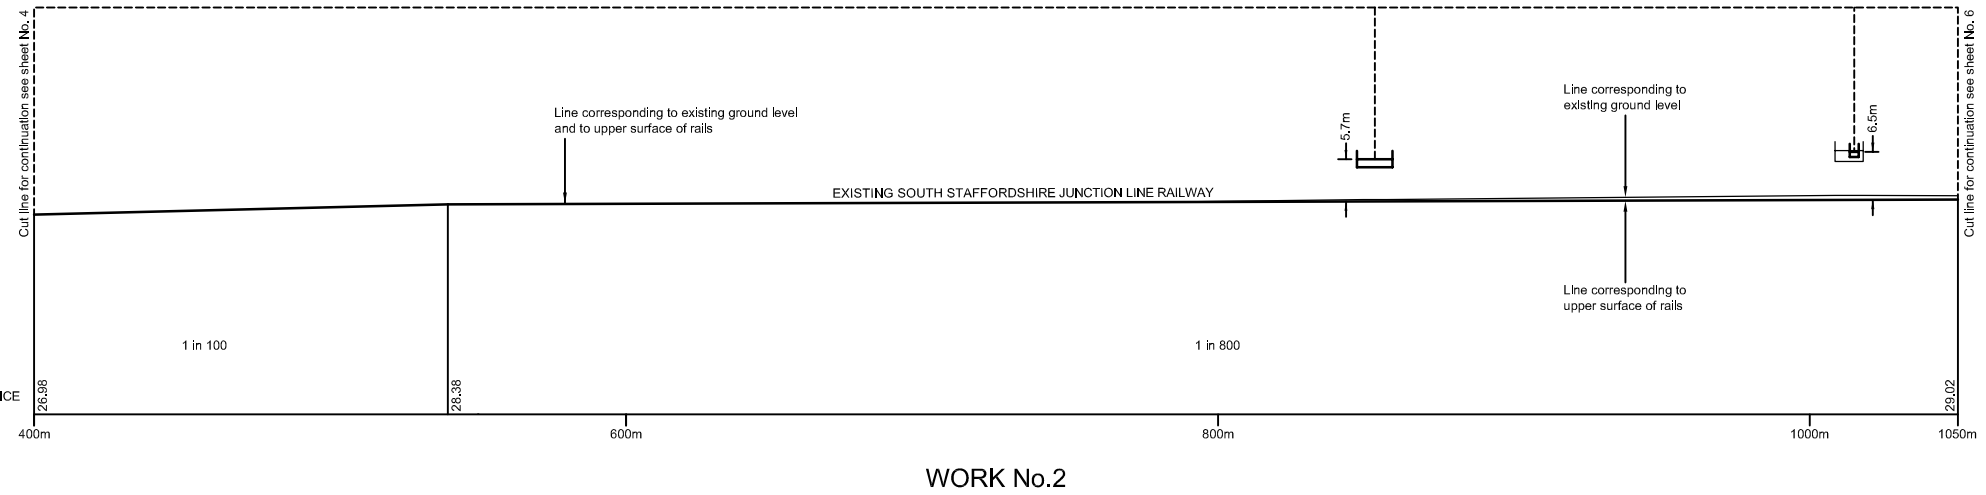 Cut line for continuation see sheet No. 4
Line corresponding to existing ground level
and to upper surface of rails
EXISTING SOUTH STAFFORDSHIRE JUNCTION LINE RAILWAY
5.7m
Line corresponding to
existing ground level
6.5m
Cut line for continuation see sheet No. 6
Line corresponding to
upper surface of rails
1 in 100
1 in 800
ICE
26.98
28.38
29.02
400m
600m
800m
1000m
1050m
WORK No.2